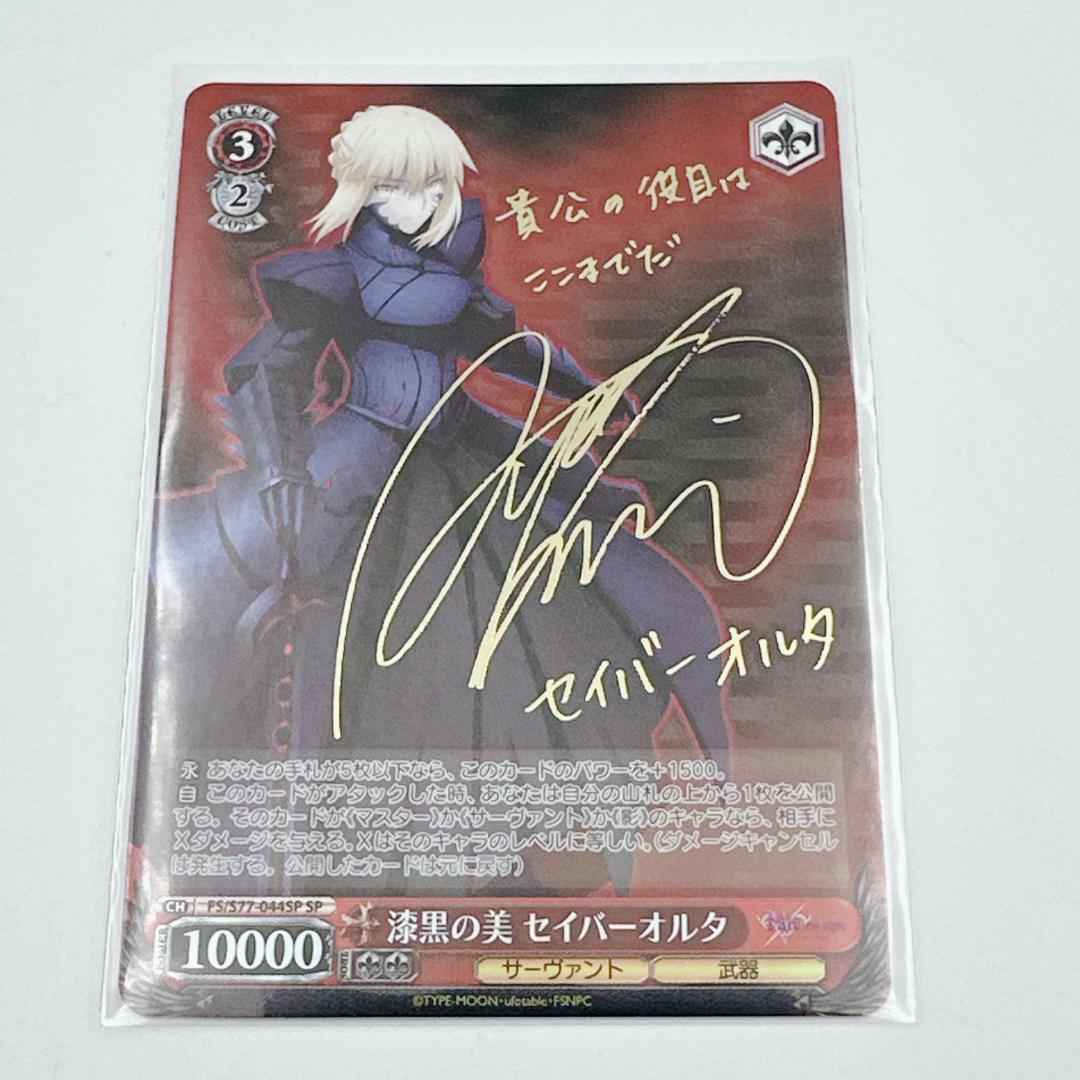 LEVEL
3
2
COST
貴公の役目は
ここまでだ
セイバーオルタ
永 あなたの手札が5枚以下なら、このカードのパワーを+1500。
自 このカードがアタックした時、あなたは自分の山札の上から1枚を公開
する。そのカードが《マスター》か《サーヴァント》か《影》のキャラなら、相手に
Xダメージを与える。Xはそのキャラのレベルに等しい。(ダメージキャンセル
は発生する。公開したカードは元に戻す)
CH FS/S77-044SP SP
10000
漆黒の美 セイバーオルタ
サーヴァント 武器
©TYPE-MOON・ufotable・FSNPC